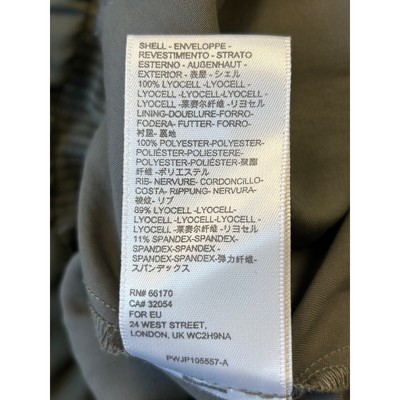 SHELL - ENVELOPPE -
REVESTIMIENTO - STRATO
ESTERNO - AUßENHAUT -
EXTERIOR - 表层 - シェル
100% LYOCELL -LYOCELL-
LYOCELL -LYOCELL-LYOCELL-
LYOCELL -莱赛尔纤维 -リヨセル
LINING-DOUBLURE-FORRO-
FODERA- FUTTER- FORRO-
衬层- 裏地
100% POLYESTER-POLYESTER-
POLIÉSTER-POLIESTERE-
POLYESTER-POLIÉSTER-聚酯
纤维 -ポリエステル
RIB- NERVURE- CORDONCILLO-
COSTA- RIPPUNG- NERVURA-
棱纹- リブ
89% LYOCELL -LYOCELL-
LYOCELL -LYOCELL-LYOCELL-
LYOCELL -莱赛尔纤维 -リヨセル
11% SPANDEX-SPANDEX-
SPANDEX-SPANDEX-
SPANDEX-SPANDEX-弹力纤维-
スパンデックス
RN# 66170
CA# 32054
FOR EU
24 WEST STREET,
LONDON, UK WC2H9NA
PWJP105557-A